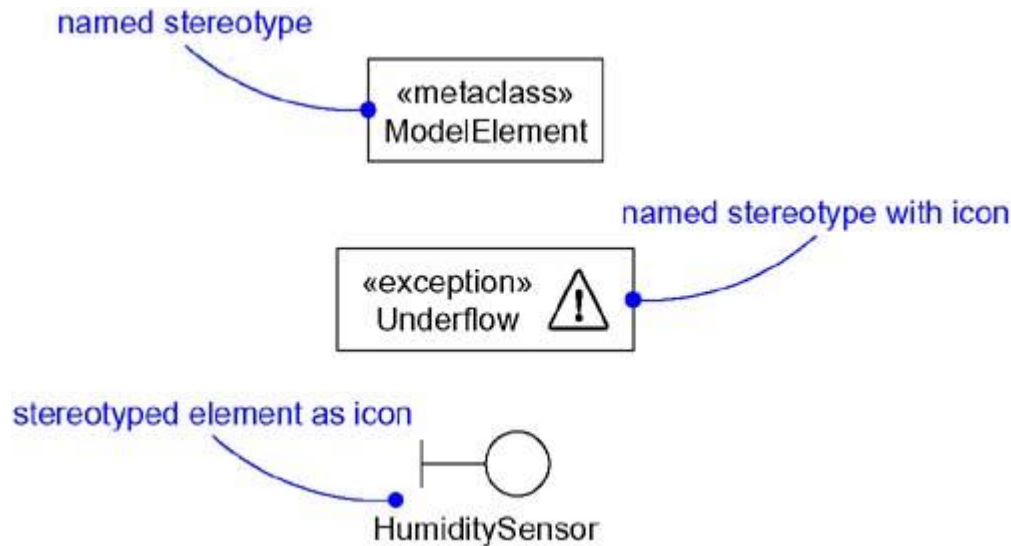 named stereotype
«metaclass»
ModelElement
named stereotype with icon
«exception»
Underflow
!
stereotyped element as icon
HumiditySensor